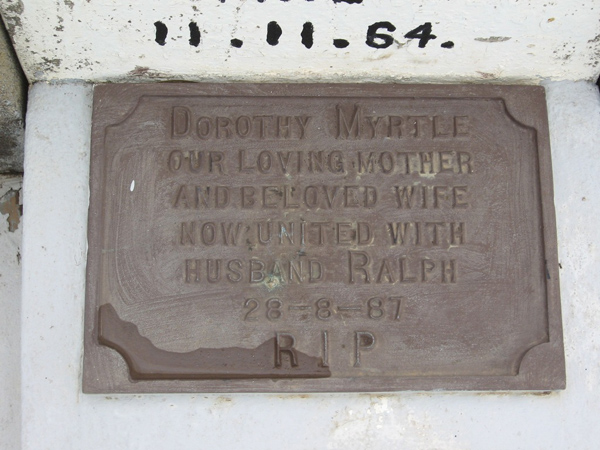 11.11.64.
DOROTHY MYRTLE
OUR LOVING MOTHER
AND BELOVED WIFE
NOW UNITED WITH
HUSBAND RALPH
28-8-87
R I P